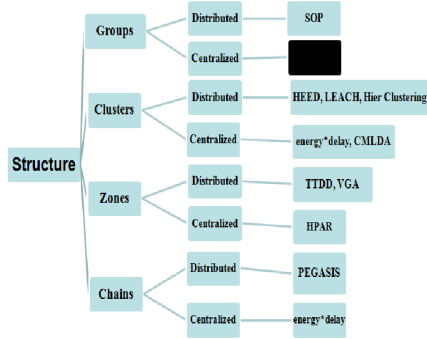 Structure
Groups
Distributed
SOP
Centralized
Clusters
Distributed
HEED, LEACH, Hier Clustering
Centralized
energy*delay, CMLDA
Zones
Distributed
TTDD, VGA
Centralized
HPAR
Chains
Distributed
PEGASIS
Centralized
energy*delay